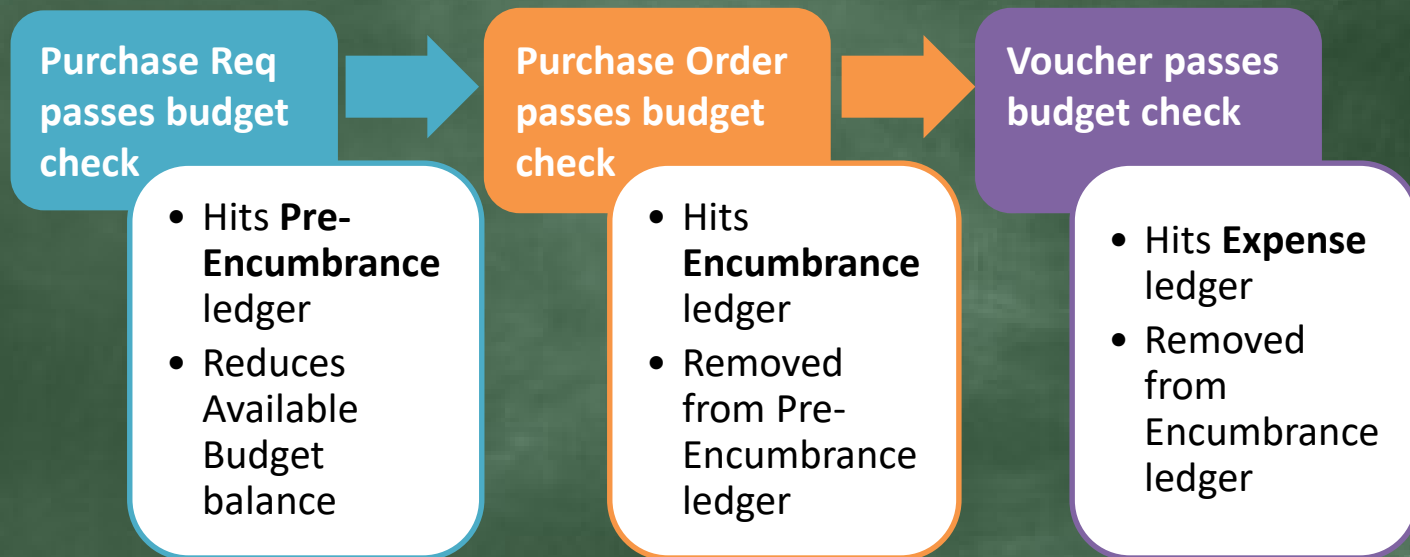 Purchase Req
passes budget
check
• Hits Pre-
Encumbrance
ledger
• Reduces
Available
Budget
balance
Purchase Order
passes budget
check
• Hits
Encumbrance
ledger
• Removed
from Pre-
Encumbrance
ledger
Voucher passes
budget check
• Hits Expense
ledger
• Removed
from
Encumbrance
ledger